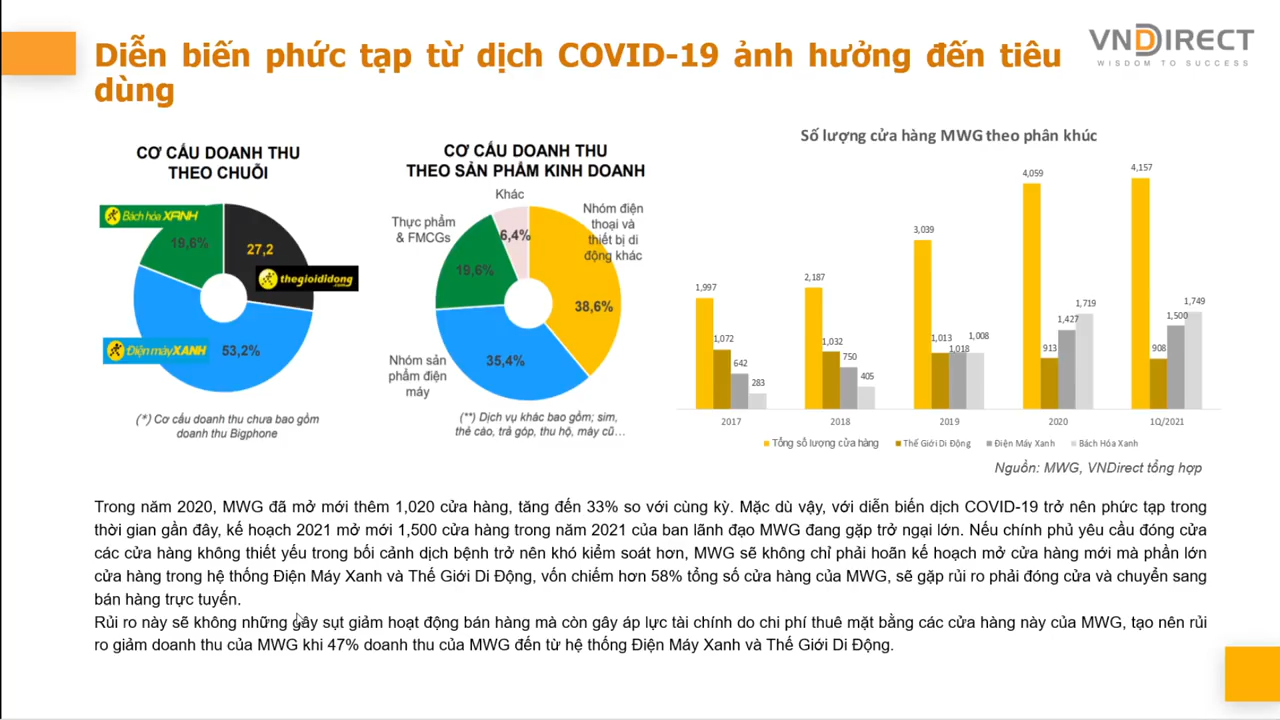 Diễn biến phức tạp từ dịch COVID-19 ảnh hưởng đến tiêu
dùng
VNDIRECT
WISDOM TO SUCCESS
CƠ CẤU DOANH THU
THEO CHUỖI
Bách hóa XANH
19,6%
27,2
thegioididong
.com
Điện máy XANH
53,2%
(*) Cơ cấu doanh thu chưa bao gồm
doanh thu Bigphone
CƠ CẤU DOANH THU
THEO SẢN PHẨM KINH DOANH
Khác
Thực phẩm
& FMCGs
6,4%
Nhóm điện
thoại và
thiết bị di
động khác
19,6%
38,6%
35,4%
Nhóm sản
phẩm điện
máy
(**) Dịch vụ khác bao gồm; sim,
thẻ cào, trả góp, thu hộ, máy cũ…
Số lượng cửa hàng MWG theo phân khúc
1,997
1,072
642
283
2,187
1,032
750
405
3,039
1,013
1,018
1,008
4,059
913
1,427
1,719
4,157
908
1,500
1,749
2017
2018
2019
2020
1Q/2021
Tổng số lượng cửa hàng
Thế Giới Di Động
Điện Máy Xanh
Bách Hóa Xanh
Nguồn: MWG, VNDirect tổng hợp
Trong năm 2020, MWG đã mở mới thêm 1,020 cửa hàng, tăng đến 33% so với cùng kỳ. Mặc dù vậy, với diễn biến dịch COVID-19 trở nên phức tạp trong
thời gian gần đây, kế hoạch 2021 mở mới 1,500 cửa hàng trong năm 2021 của ban lãnh đạo MWG đang gặp trở ngại lớn. Nếu chính phủ yêu cầu đóng cửa
các cửa hàng không thiết yếu trong bối cảnh dịch bệnh trở nên khó kiểm soát hơn, MWG sẽ không chỉ phải hoãn kế hoạch mở cửa hàng mới mà phần lớn
cửa hàng trong hệ thống Điện Máy Xanh và Thế Giới Di Động, vốn chiếm hơn 58% tổng số cửa hàng của MWG, sẽ gặp rủi ro phải đóng cửa và chuyển sang
bán hàng trực tuyến.
Rủi ro này sẽ không những gây sụt giảm hoạt động bán hàng mà còn gây áp lực tài chính do chi phí thuê mặt bằng các cửa hàng này của MWG, tạo nên rủi
ro giảm doanh thu của MWG khi 47% doanh thu của MWG đến từ hệ thống Điện Máy Xanh và Thế Giới Di Động.